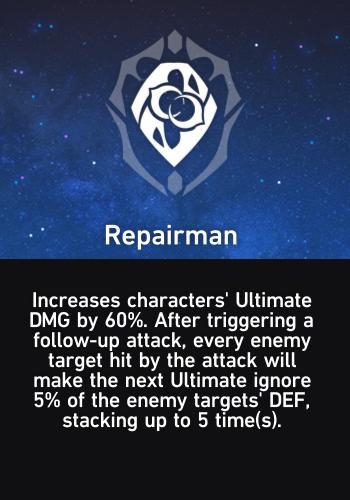 Repairman
Increases characters' Ultimate
DMG by 60%. After triggering a
follow-up attack, every enemy
target hit by the attack will
make the next Ultimate ignore
5% of the enemy targets' DEF,
stacking up to 5 time(s).